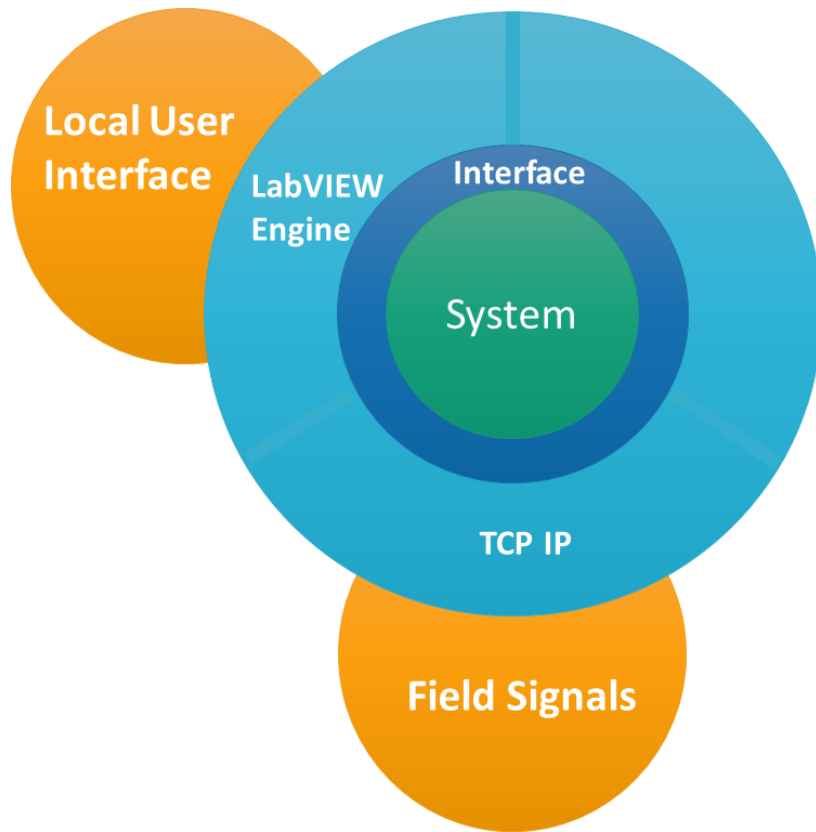 Local User
Interface
LabVIEW
Engine
Interface
System
TCP IP
Field Signals